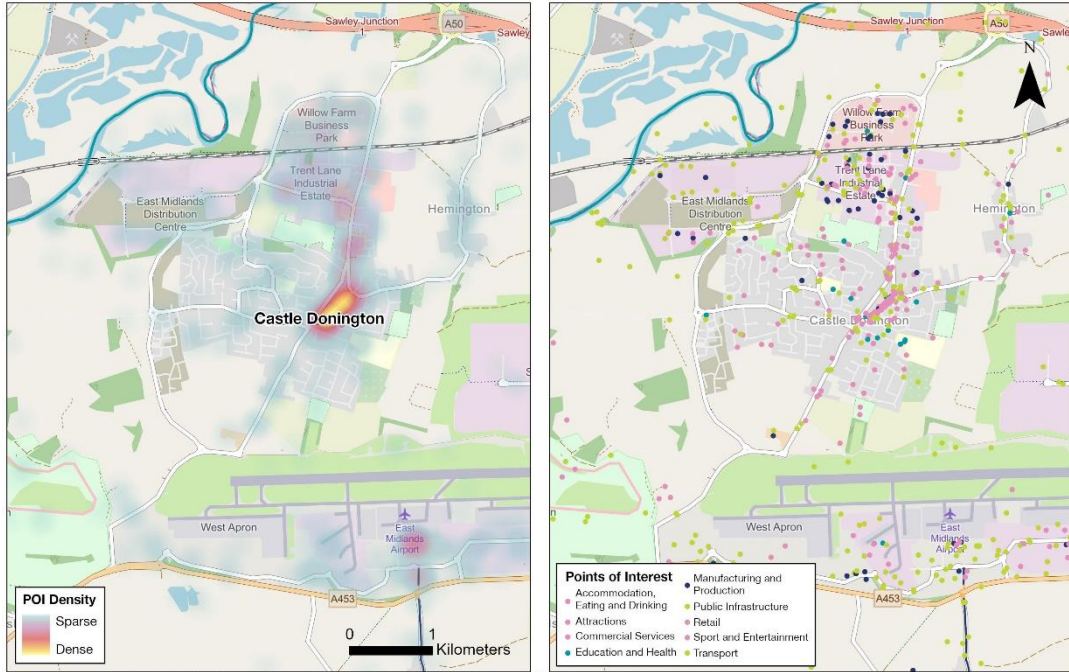 Sawley Junction
1
A50
Sawley
Willow Farm
Business
Park
Trent Lane
Industrial
Estate
East Midlands
Distribution
Centre
Hemington
Castle Donington
West Apron
East
Midlands
Airport
A453
POI Density
Sparse
Dense
0 1
Kilometers
Sawley Junction
1
A50
Sawley
N
Willow Farm
Business
Park
Trent Lane
Industrial
Estate
East Midlands
Distribution
Centre
Hemington
Castle Donington
West Apron
East
Midlands
Airport
A453
Points of Interest
Accommodation,
Eating and Drinking
Attractions
Commercial Services
Education and Health
Manufacturing and
Production
Public Infrastructure
Retail
Sport and Entertainment
Transport